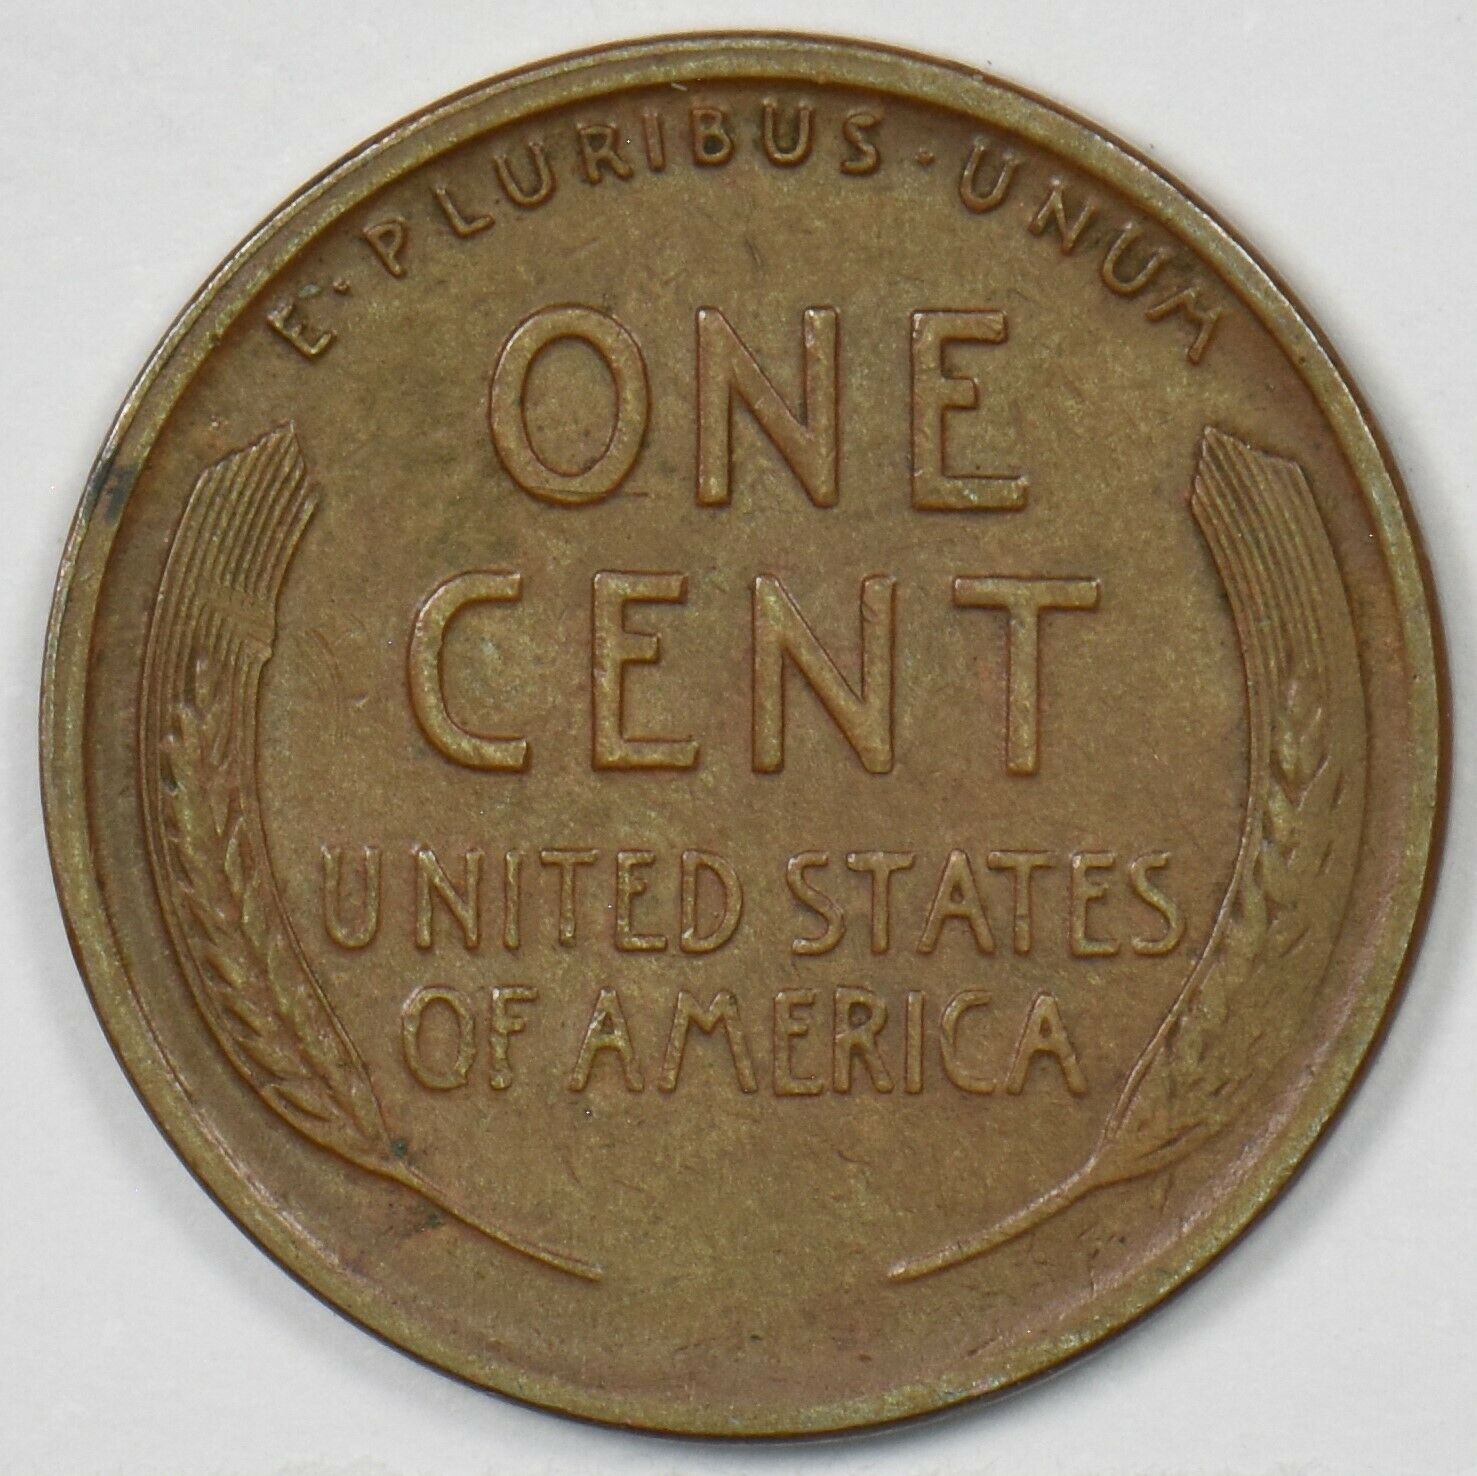 E·PLURIBUS·UNUM
ONE
CENT
UNITED STATES
OF AMERICA